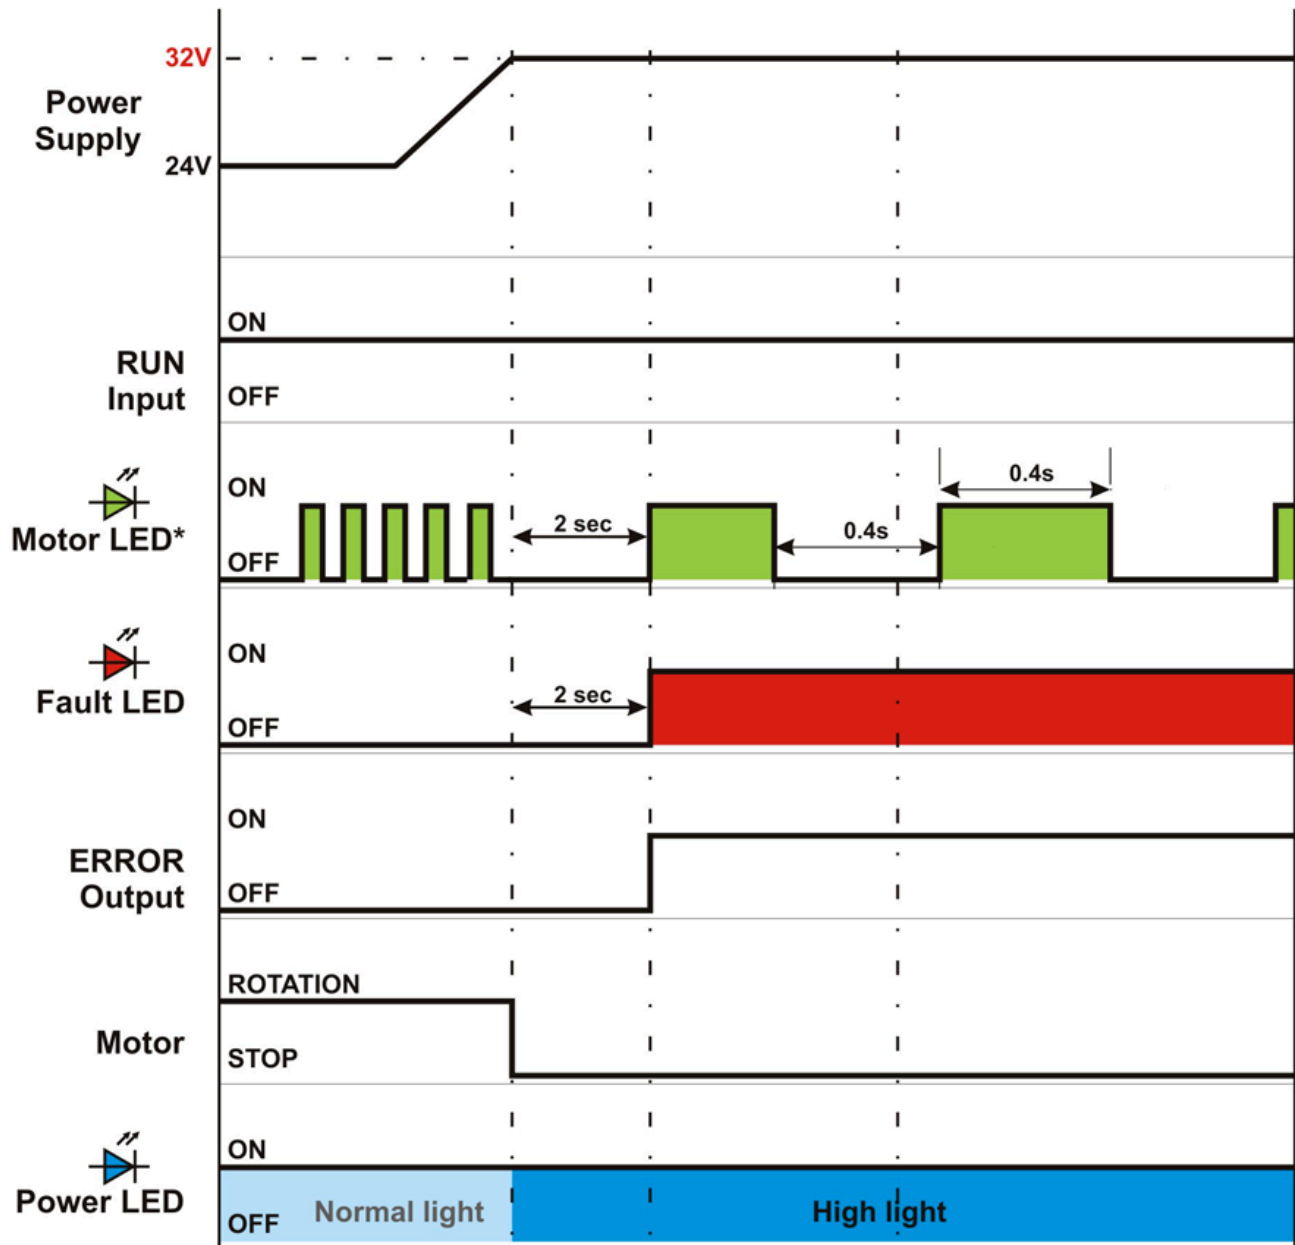 32V
Power
Supply
24V
ON
RUN
Input
OFF
ON
0.4s
Motor LED*
2 sec
0.4s
OFF
ON
Fault LED
2 sec
OFF
ON
ERROR
Output
OFF
ROTATION
Motor
STOP
ON
Power LED
Normal light
High light
OFF